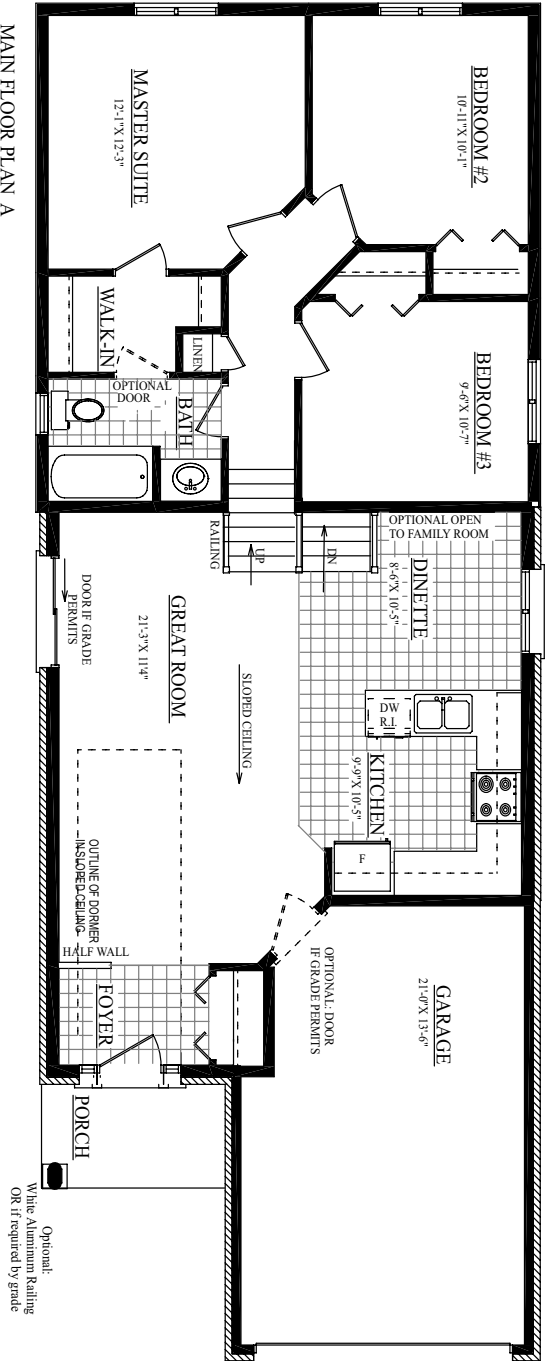 MAIN FLOOR PLAN A
MASTER SUITE
12'-1"X 12'-3"
BEDROOM #2
10'-11"X 10'-1"
WALK-IN
LINEN
OPTIONAL
DOOR
BATH
BEDROOM #3
9'-6"X 10'-7"
RAILING
UP
DN
OPTIONAL OPEN
TO FAMILY ROOM
DINETTE
8'-6"X 10'-5"
DOOR IF GRADE
PERMITS
GREAT ROOM
21'-3"X 11'4"
SLOPED CEILING
DW
R.I.
KITCHEN
9'-9"X 10'-5"
F
OUTLINE OF DORMER
IN SLOPED CEILING
HALF WALL
FOYER
OPTIONAL: DOOR
IF GRADE PERMITS
GARAGE
21'-0"X 13'-6"
PORCH
Optional:
White Aluminum Railing
OR if required by grade